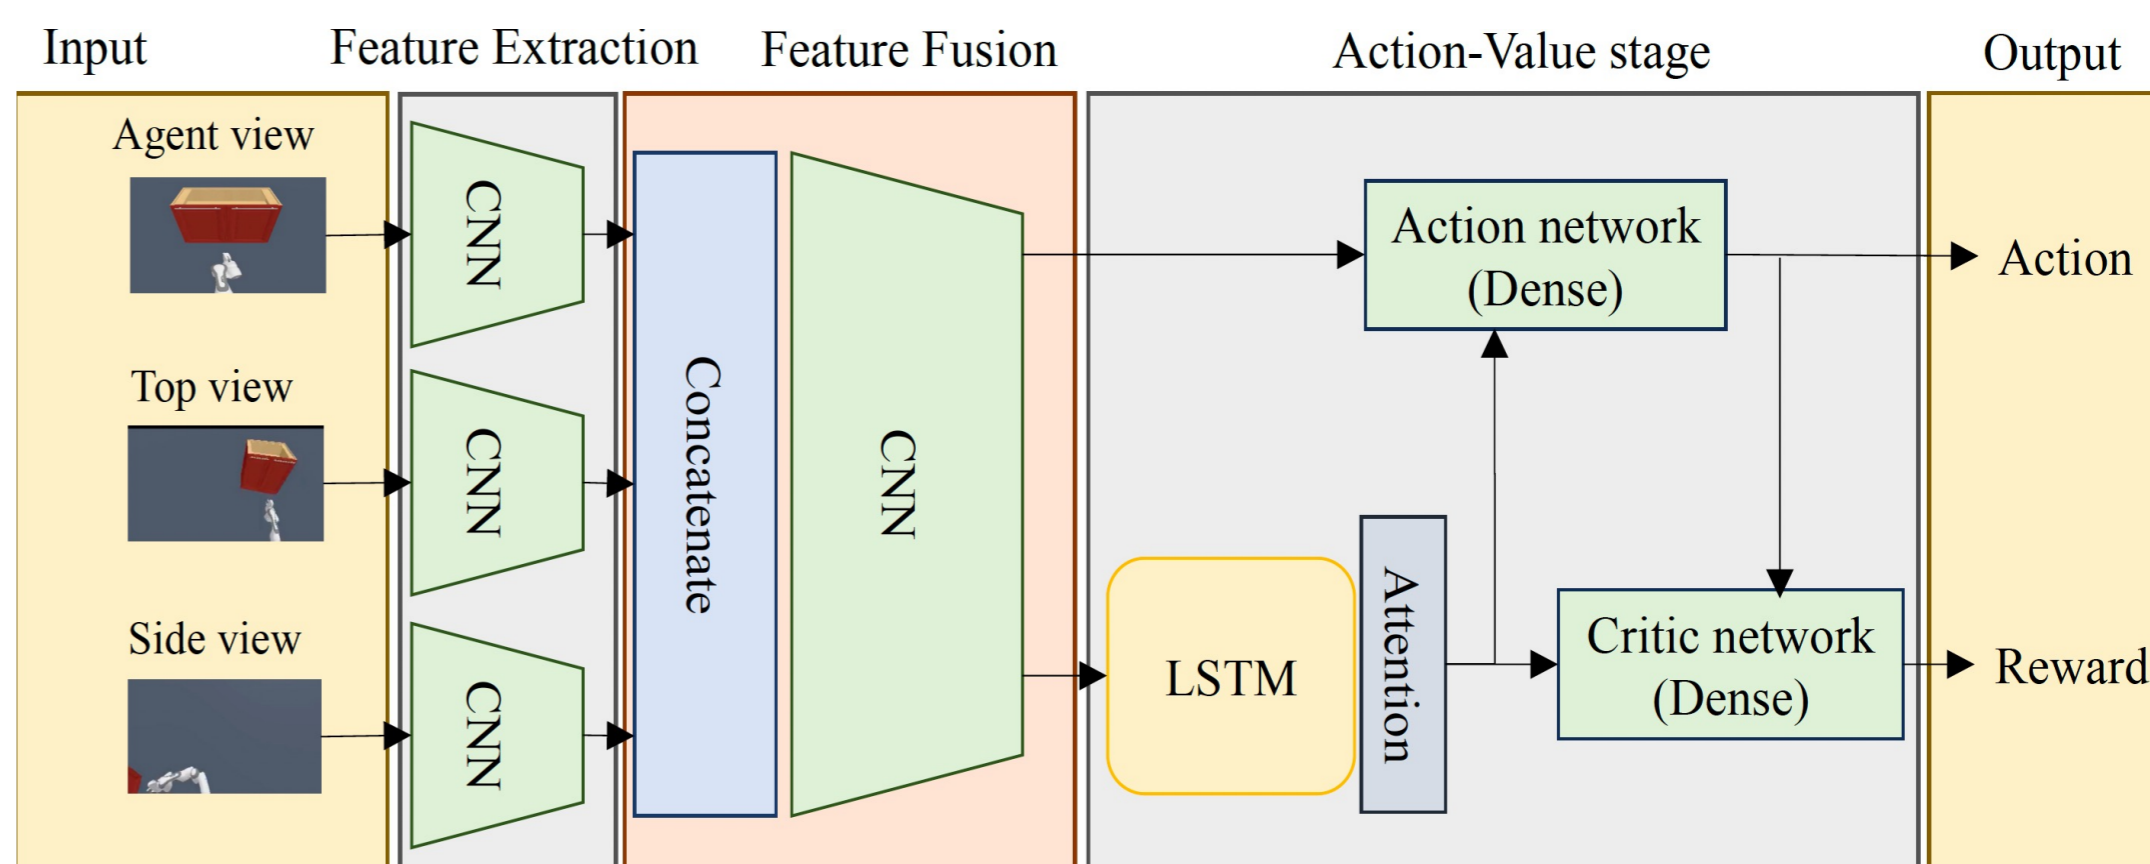 Input
Feature Extraction
Feature Fusion
Action-Value stage
Output
Agent view
CNN
Top view
CNN
Side view
CNN
Concatenate
CNN
LSTM
Attention
Action network
(Dense)
Critic network
(Dense)
Action
Reward